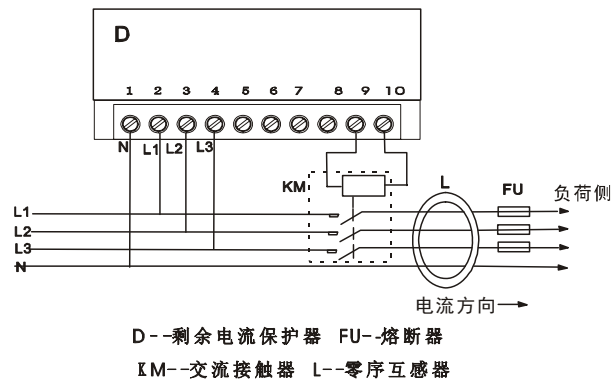 D
1 2 3 4 5 6 7 8 9 10
N L1 L2 L3
KM L FU 负荷侧
L1
L2
L3
N
电流方向
D--剩余电流保护器 FU--熔断器
KM--交流接触器 L--零序互感器